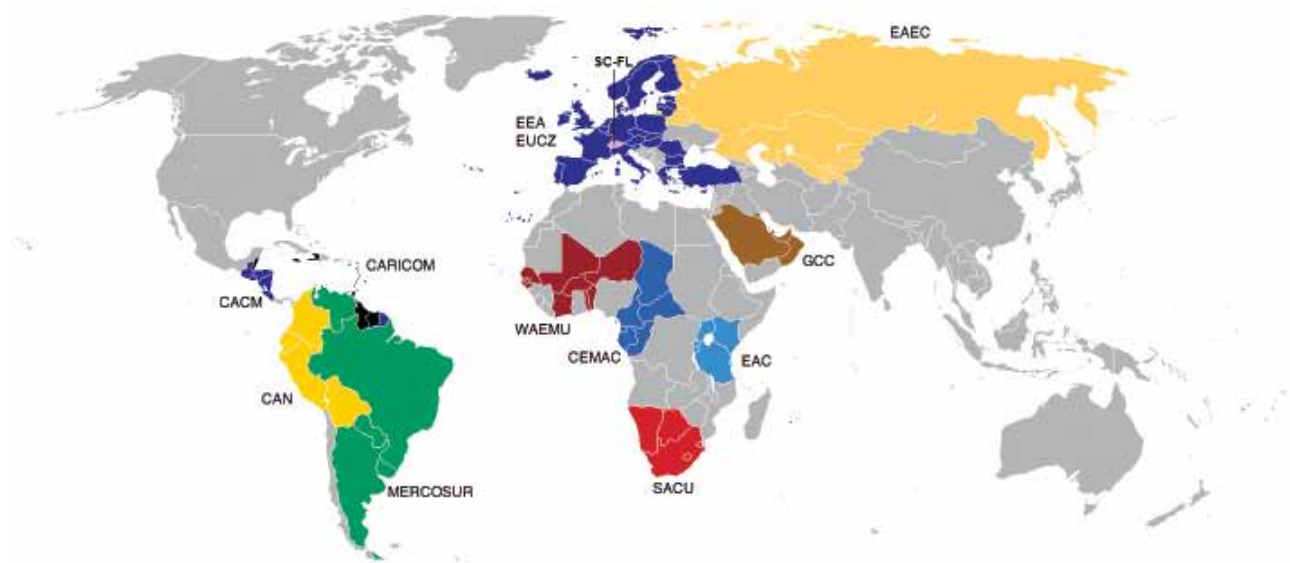 EAEC
SC-FL
EEA
EUCZ
GCC
CARICOM
CACM
WAEMU
CEMAC
EAC
CAN
MERCOSUR
SACU